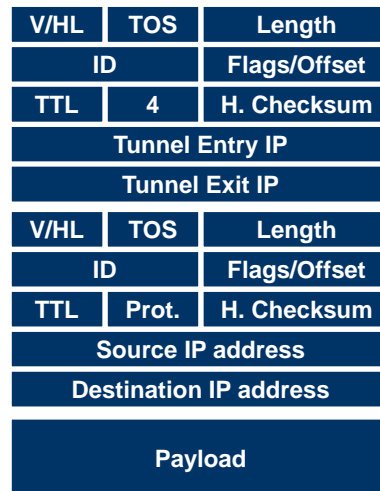 V/HL TOS Length
ID Flags/Offset
TTL 4 H. Checksum
Tunnel Entry IP
Tunnel Exit IP
V/HL TOS Length
ID Flags/Offset
TTL Prot. H. Checksum
Source IP address
Destination IP address
Payload